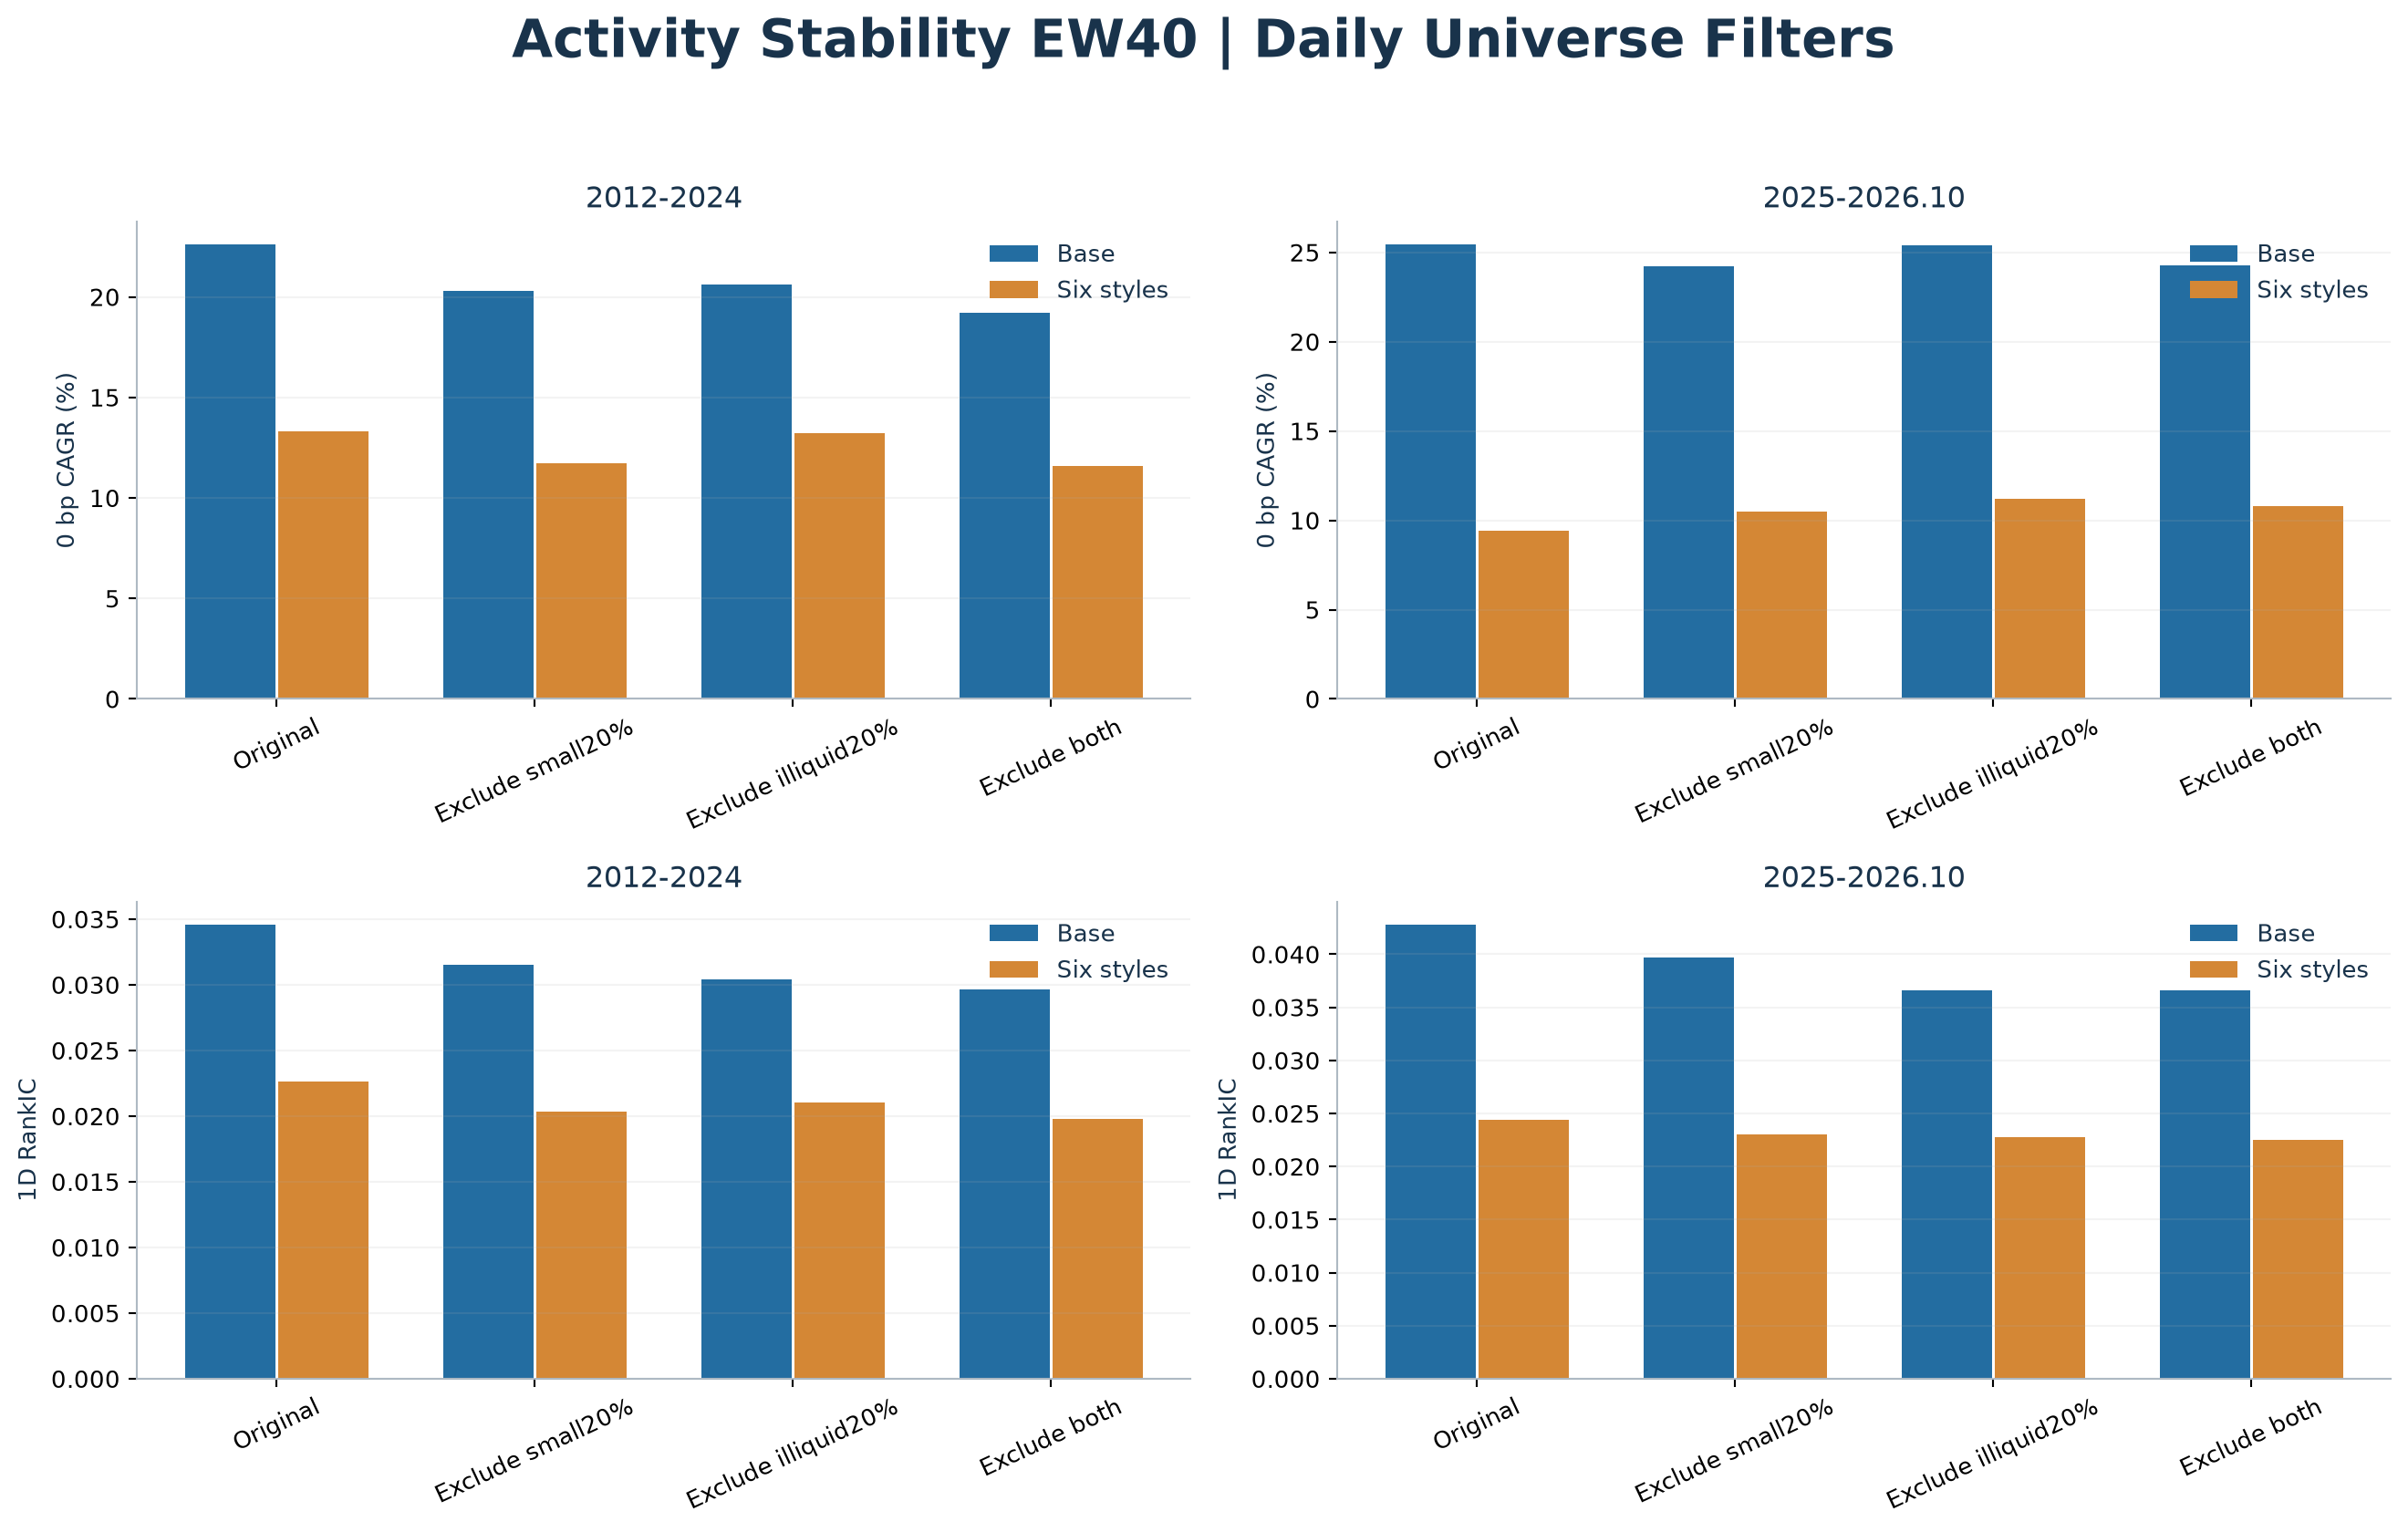 Activity Stability EW40 | Daily Universe Filters
2012-2024
0 bp CAGR (%)
20
15
10
5
0
Base
Six styles
Original
Exclude small20%
Exclude illiquid20%
Exclude both
2025-2026.10
0 bp CAGR (%)
25
20
15
10
5
0
Base
Six styles
Original
Exclude small20%
Exclude illiquid20%
Exclude both
2012-2024
1D RankIC
0.035
0.030
0.025
0.020
0.015
0.010
0.005
0.000
Base
Six styles
Original
Exclude small20%
Exclude illiquid20%
Exclude both
2025-2026.10
1D RankIC
0.040
0.035
0.030
0.025
0.020
0.015
0.010
0.005
0.000
Base
Six styles
Original
Exclude small20%
Exclude illiquid20%
Exclude both